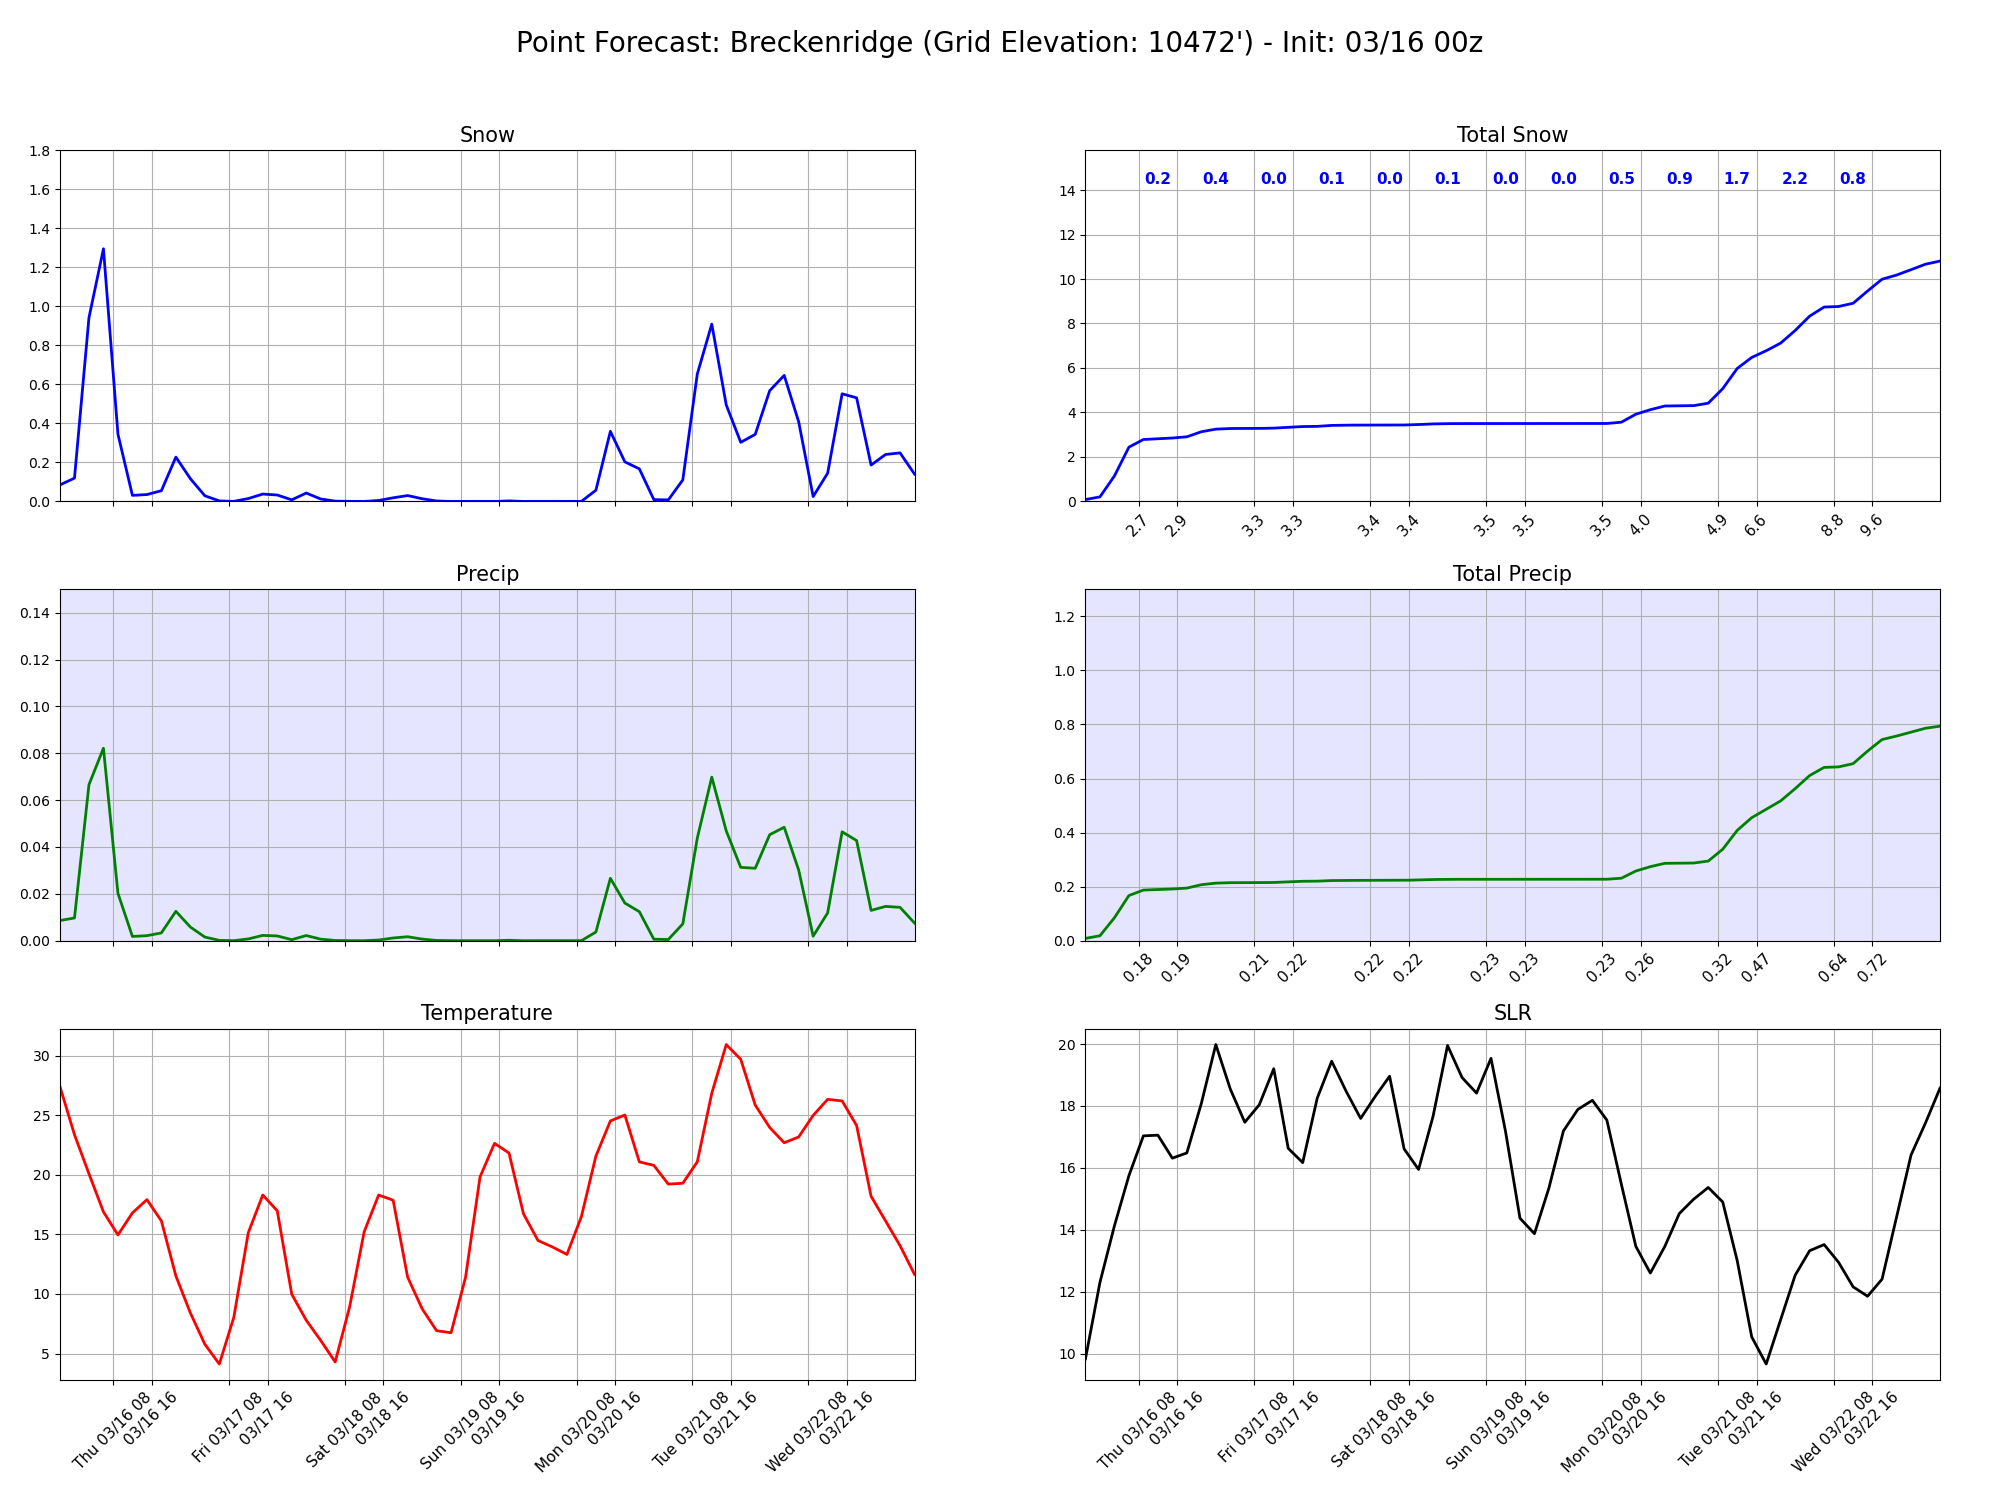 Point Forecast: Breckenridge (Grid Elevation: 10472') - Init: 03/16 00z
Snow
1.8
1.6
1.4
1.2
1.0
0.8
0.6
0.4
0.2
0.0
Total Snow
0.2 0.4 0.0 0.1 0.0 0.1 0.0 0.0 0.5 0.9 1.7 2.2 0.8
14
12
10
8
6
4
2
0
2.7 2.9 3.3 3.3 3.4 3.4 3.5 3.5 3.5 4.0 4.9 6.6 8.8 9.6
Precip
0.14
0.12
0.10
0.08
0.06
0.04
0.02
0.00
Total Precip
1.2
1.0
0.8
0.6
0.4
0.2
0.0
0.18 0.19 0.21 0.22 0.22 0.22 0.23 0.23 0.23 0.26 0.32 0.47 0.64 0.72
Temperature
30
25
20
15
10
5
Thu 03/16 08
03/16 16
Fri 03/17 08
03/17 16
Sat 03/18 08
03/18 16
Sun 03/19 08
03/19 16
Mon 03/20 08
03/20 16
Tue 03/21 08
03/21 16
Wed 03/22 08
03/22 16
SLR
20
18
16
14
12
10
Thu 03/16 08
03/16 16
Fri 03/17 08
03/17 16
Sat 03/18 08
03/18 16
Sun 03/19 08
03/19 16
Mon 03/20 08
03/20 16
Tue 03/21 08
03/21 16
Wed 03/22 08
03/22 16